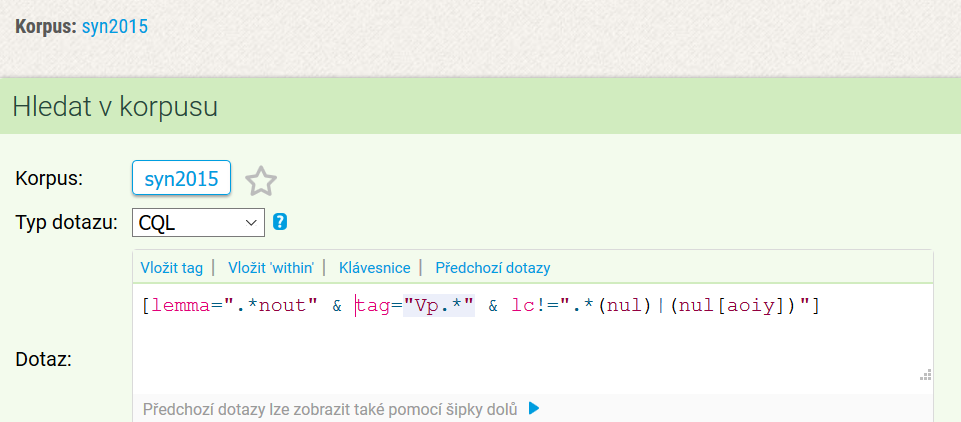 Korpus: syn2015
Hledat v korpusu
Korpus: syn2015
Typ dotazu: CQL ?
Vložit tag | Vložit 'within' | Klávesnice | Předchozí dotazy
[lemma=".*nout" & tag="Vp.*" & lc!=".*(nul)|(nul[aoiy])"]
Dotaz:
Předchozí dotazy lze zobrazit také pomocí šipky dolů